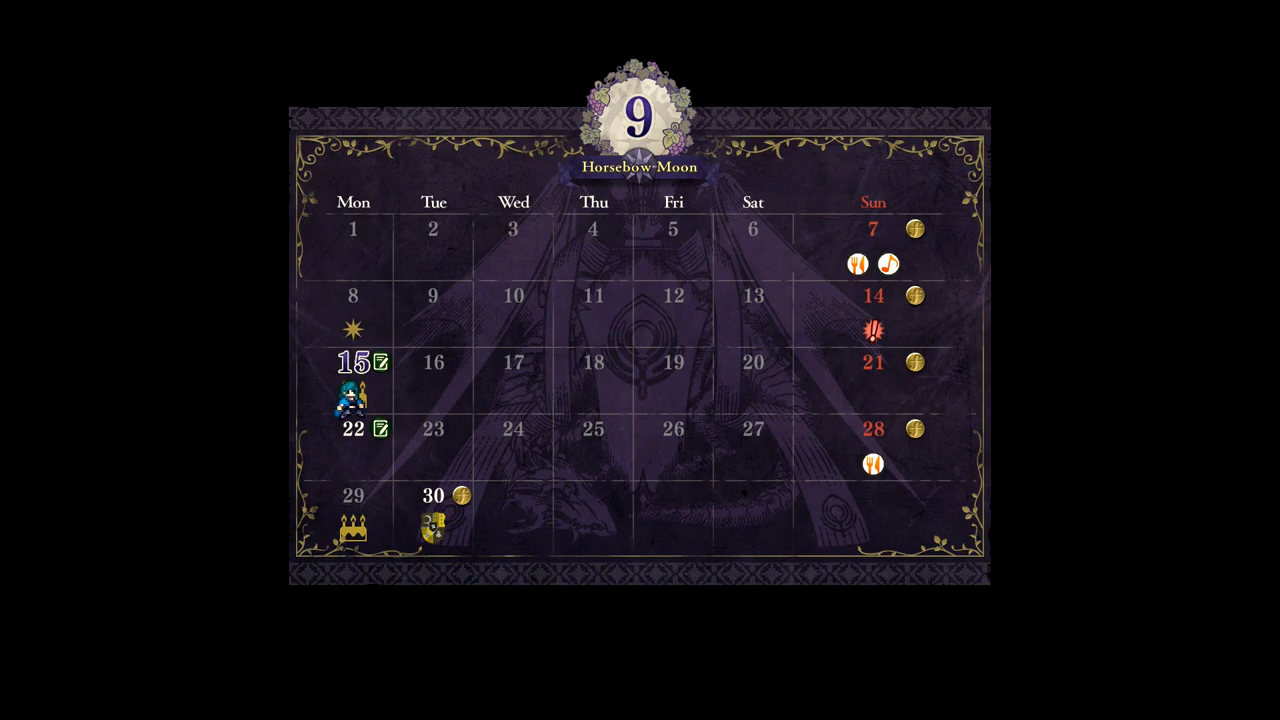 9
Horsebow Moon
Mon Tue Wed Thu Fri Sat Sun
1 2 3 4 5 6 7
8 9 10 11 12 13 14
!!
15 16 17 18 19 20 21
22 23 24 25 26 27 28
29 30